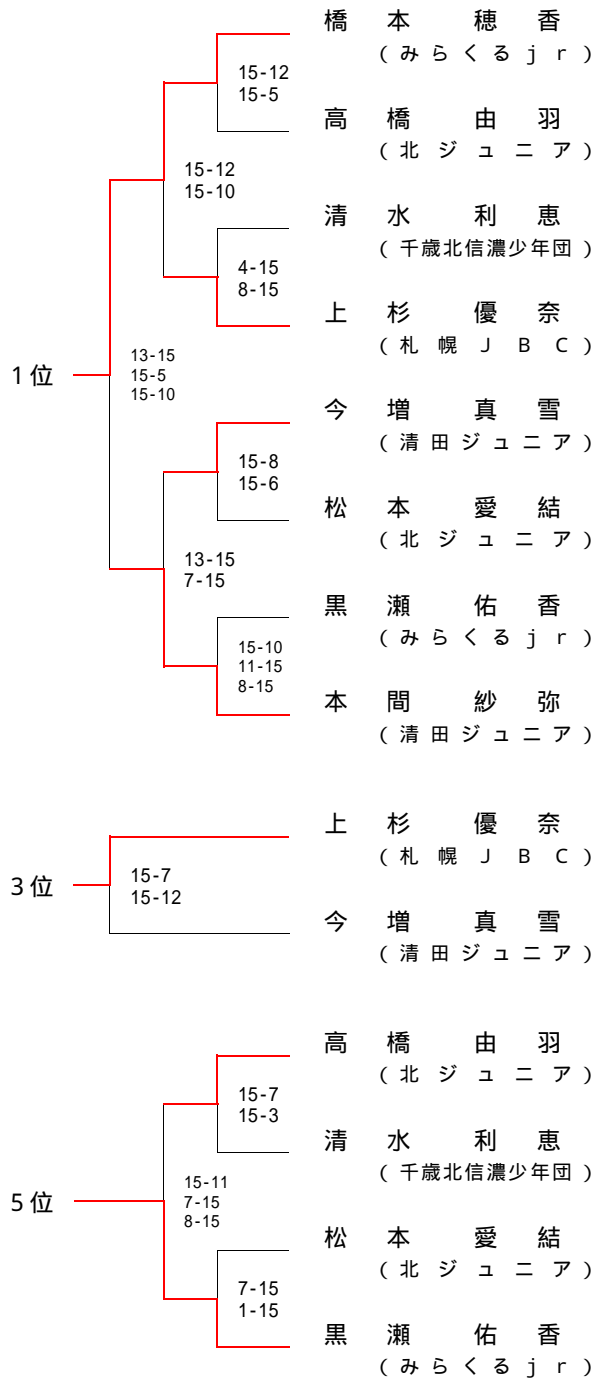 橋本 穂香
(みらくるjr)
15-12
15-5
高橋 由羽
(北ジュニア)
15-12
15-10
清水 利恵
(千歳北信濃少年団)
4-15
8-15
上杉 優奈
(札幌JBC)
1位
13-15
15-5
15-10
今増 真雪
(清田ジュニア)
15-8
15-6
松本 愛結
(北ジュニア)
13-15
7-15
黒瀬 佑香
(みらくるjr)
15-10
11-15
8-15
本間 紗弥
(清田ジュニア)
上杉 優奈
(札幌JBC)
3位
15-7
15-12
今増 真雪
(清田ジュニア)
高橋 由羽
(北ジュニア)
15-7
15-3
清水 利恵
(千歳北信濃少年団)
5位
15-11
7-15
8-15
松本 愛結
(北ジュニア)
7-15
1-15
黒瀬 佑香
(みらくるjr)